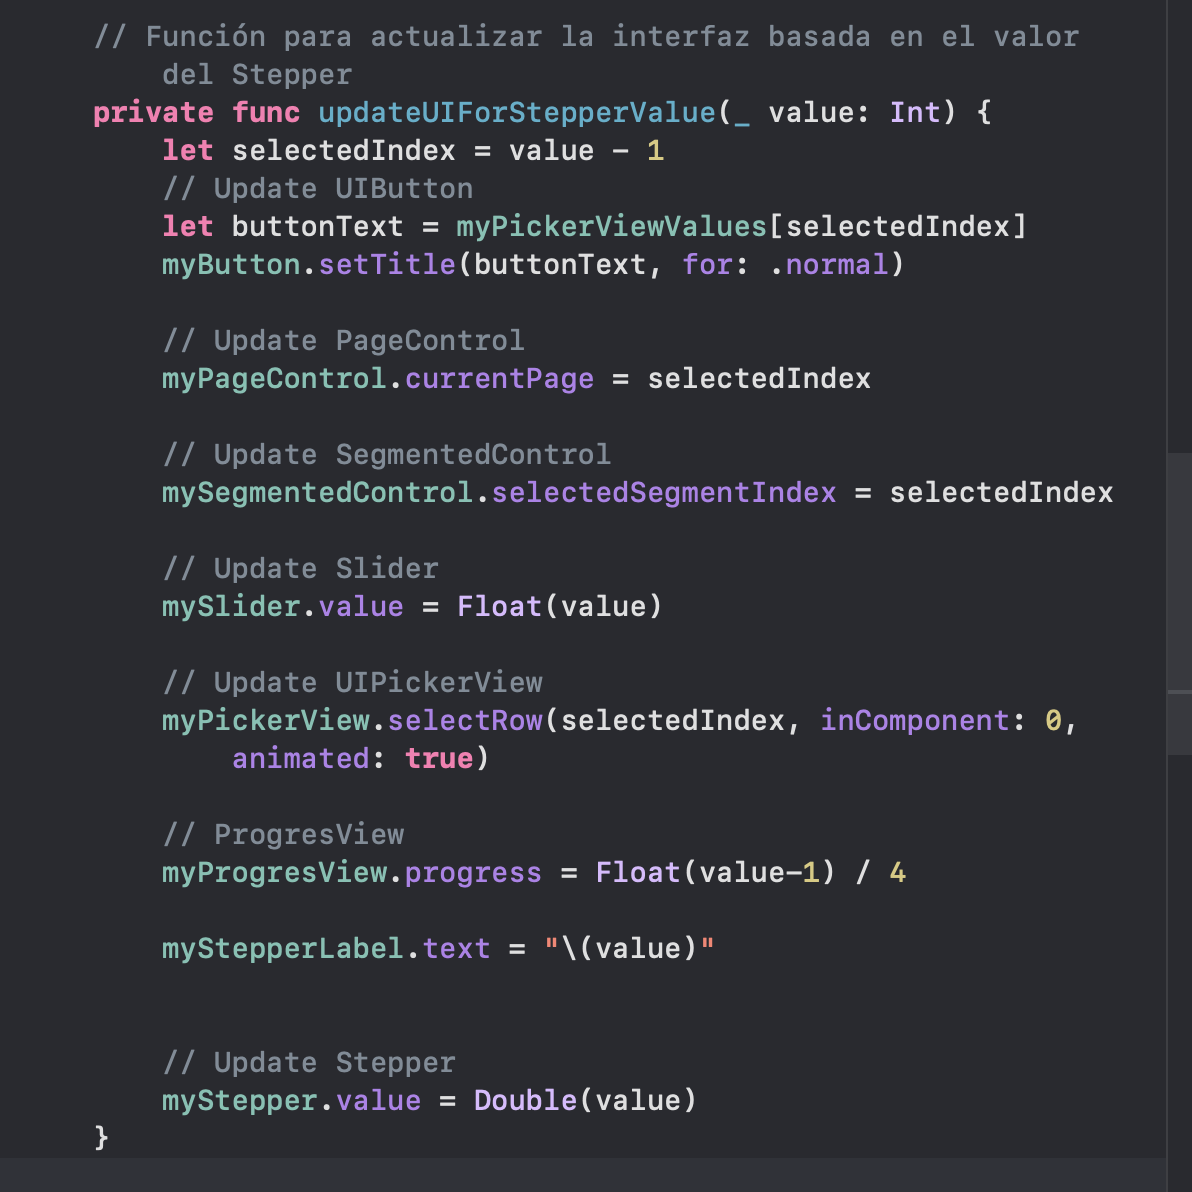 // Función para actualizar la interfaz basada en el valor
del Stepper
private func updateUIForStepperValue(_ value: Int) {
let selectedIndex = value - 1
// Update UIButton
let buttonText = myPickerViewValues[selectedIndex]
myButton.setTitle(buttonText, for: .normal)
// Update PageControl
myPageControl.currentPage = selectedIndex
// Update SegmentedControl
mySegmentedControl.selectedSegmentIndex = selectedIndex
// Update Slider
mySlider.value = Float(value)
// Update UIPickerView
myPickerView.selectRow(selectedIndex, inComponent: 0,
animated: true)
// ProgresView
myProgresView.progress = Float(value-1) / 4
myStepperLabel.text = "\(value)"
// Update Stepper
myStepper.value = Double(value)
}